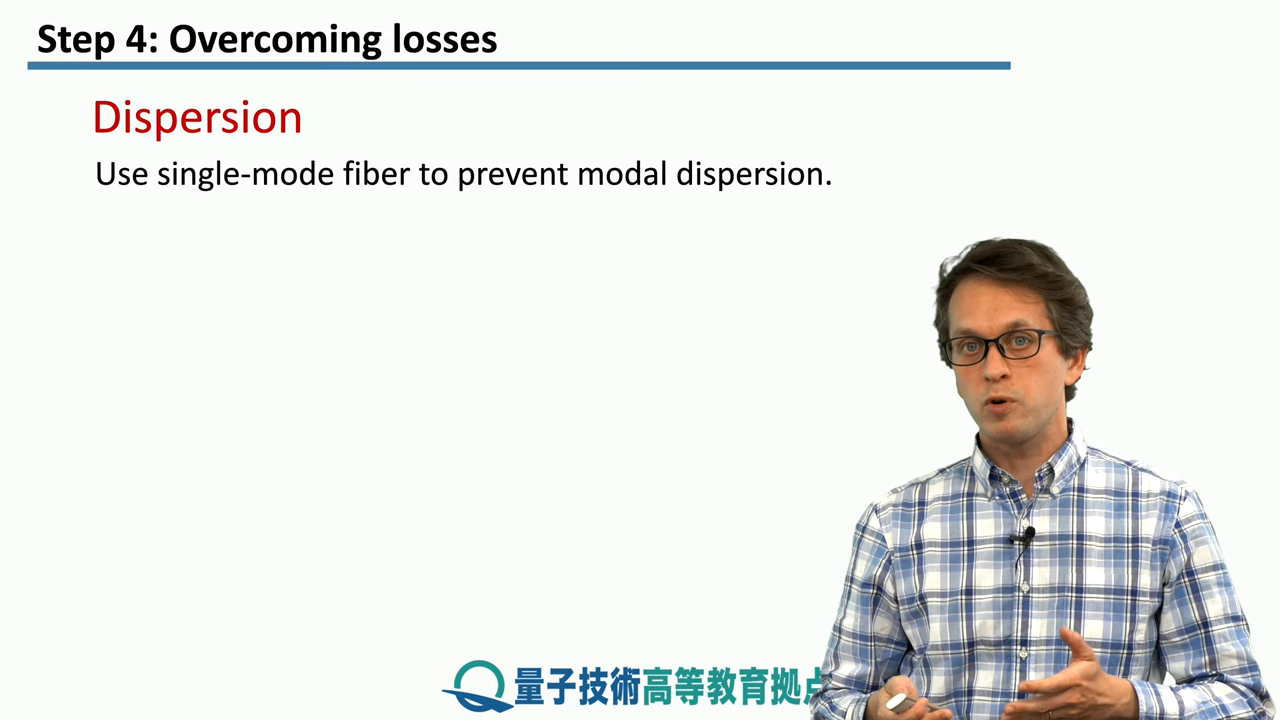 Step 4: Overcoming losses
Dispersion
Use single-mode fiber to prevent modal dispersion.
量子技術高等教育拠点